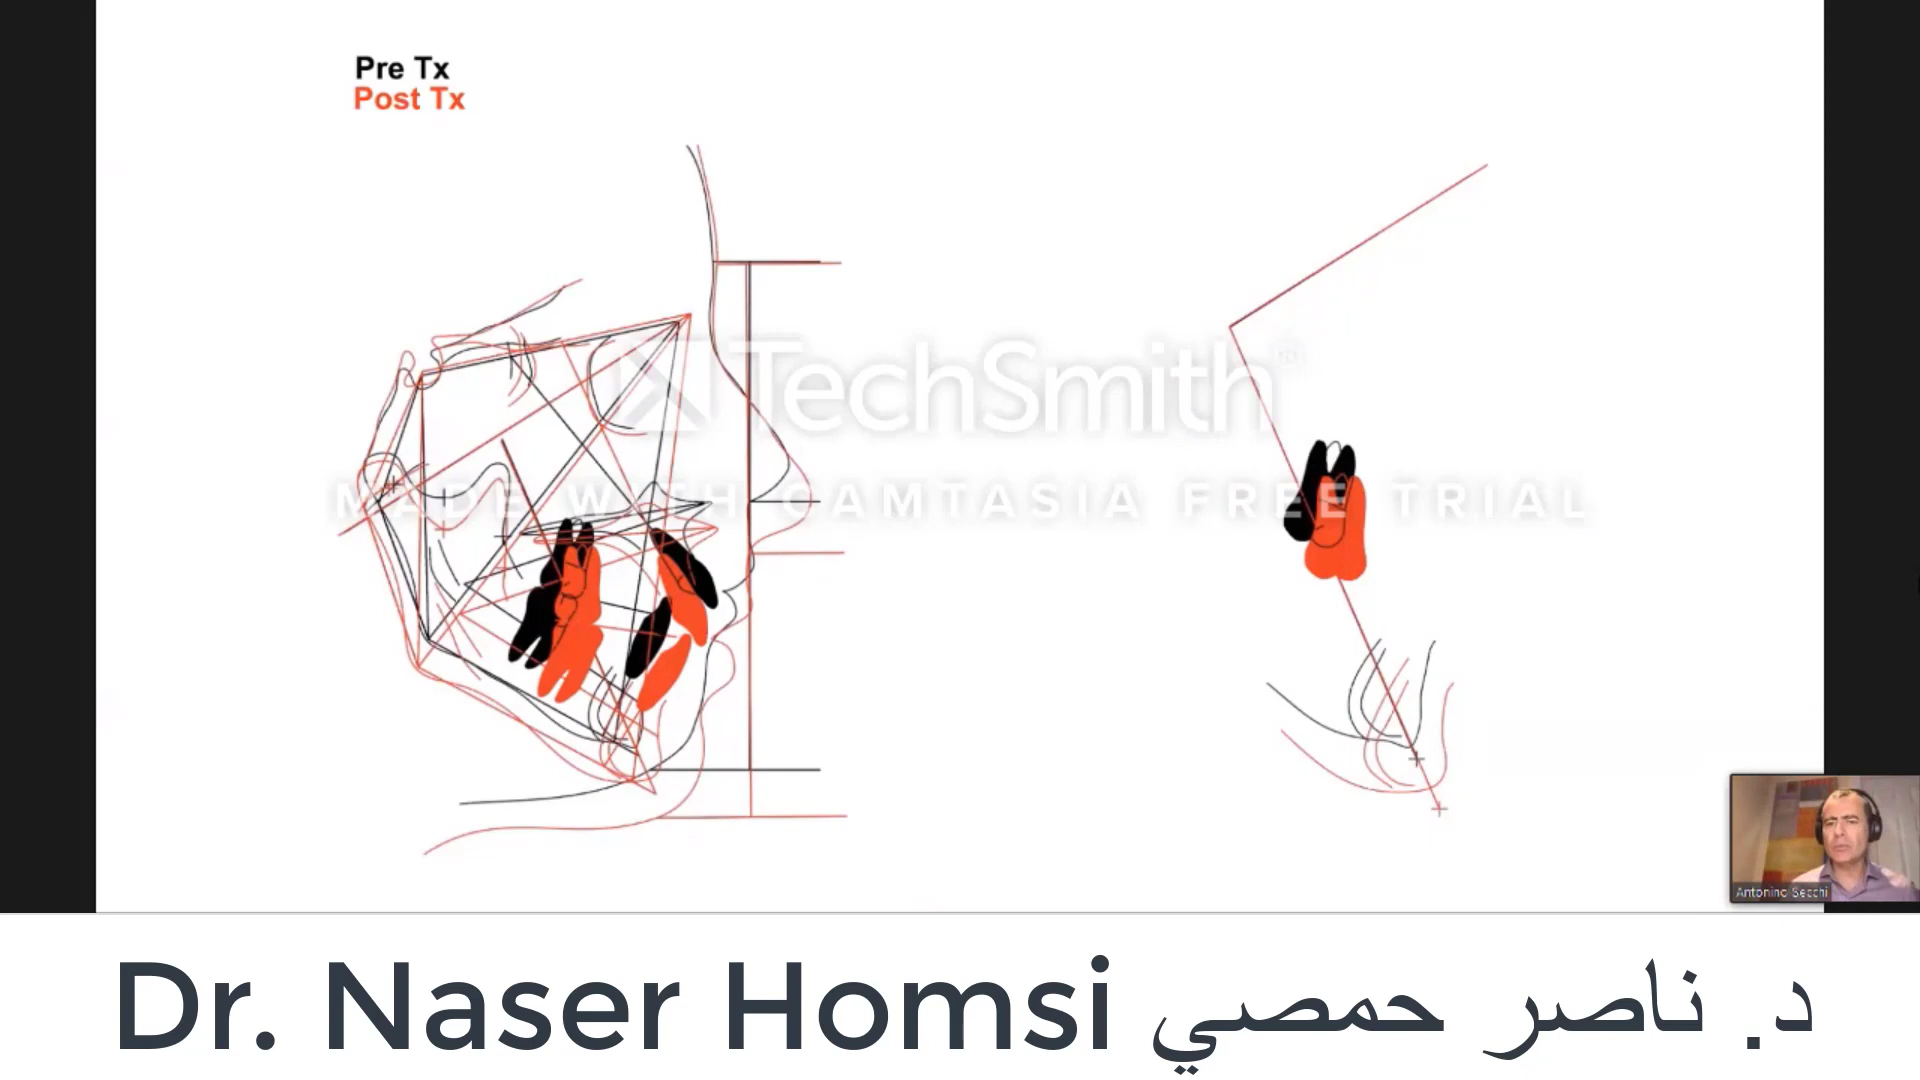 Pre Tx
Post Tx
TechSmith®
MADE WITH CAMTASIA FREE TRIAL
Antonino Secchi
Dr. Naser Homsi د. ناصر حمصي